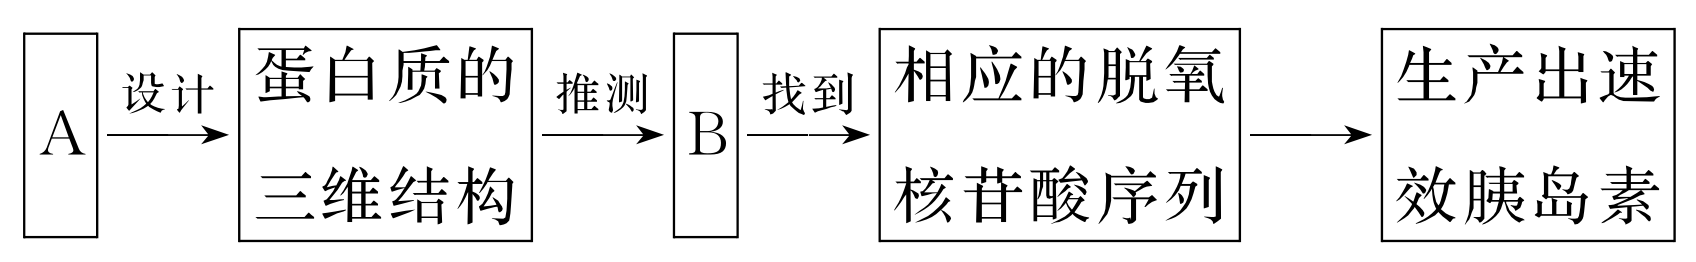 A
设计
蛋白质的
三维结构
推测
B
找到
相应的脱氧
核苷酸序列
生产出速
效胰岛素